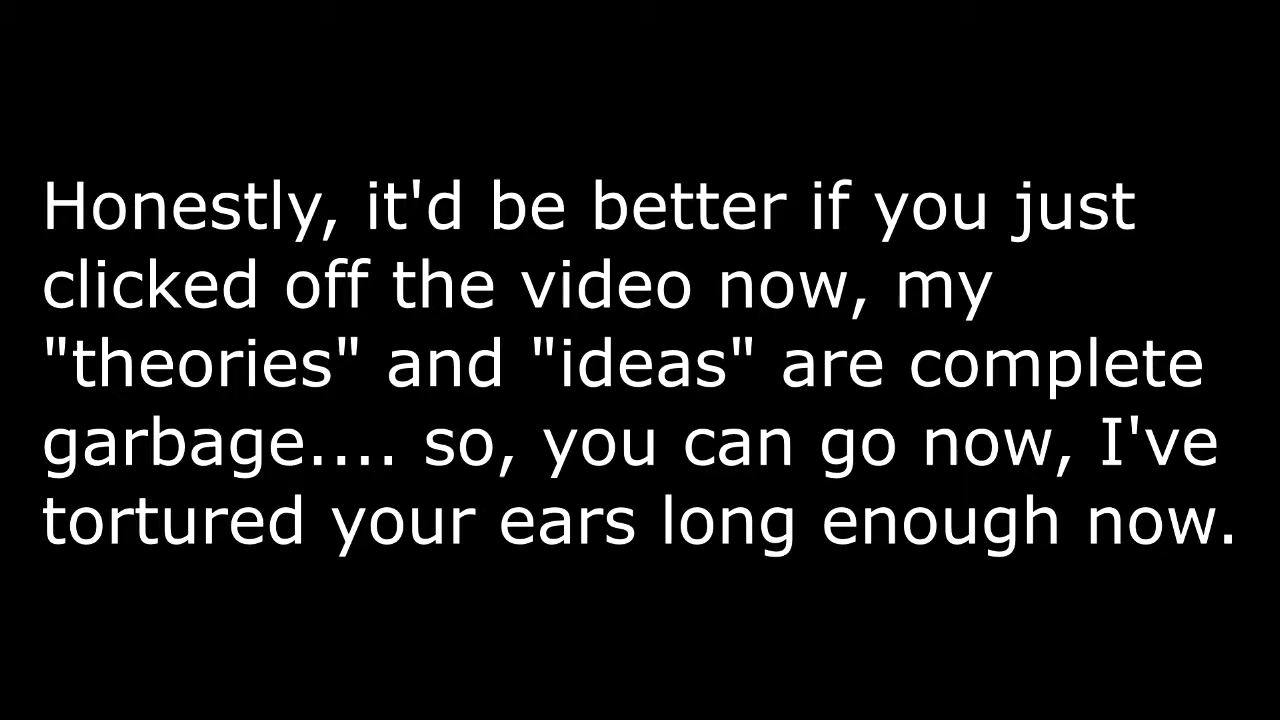 Honestly, it'd be better if you just
clicked off the video now, my
"theories" and "ideas" are complete
garbage.... so, you can go now, I've
tortured your ears long enough now.